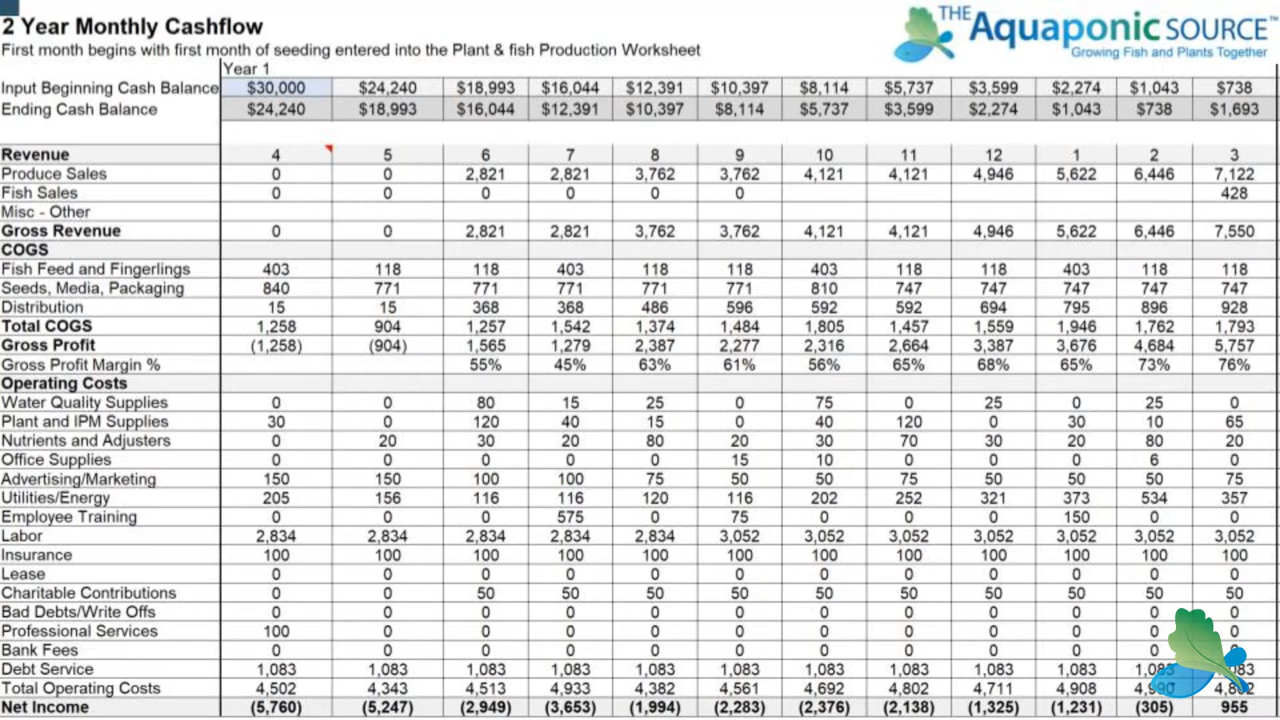 2 Year Monthly Cashflow
THE Aquaponic SOURCE™
Growing Fish and Plants Together
First month begins with first month of seeding entered into the Plant & fish Production Worksheet
Year 1
Input Beginning Cash Balance $30,000 $24,240 $18,993 $16,044 $12,391 $10,397 $8,114 $5,737 $3,599 $2,274 $1,043 $738
Ending Cash Balance $24,240 $18,993 $16,044 $12,391 $10,397 $8,114 $5,737 $3,599 $2,274 $1,043 $738 $1,693
Revenue 4 5 6 7 8 9 10 11 12 1 2 3
Produce Sales 0 0 2,821 2,821 3,762 3,762 4,121 4,121 4,946 5,622 6,446 7,122
Fish Sales 0 0 0 0 0 0 428
Misc - Other
Gross Revenue 0 0 2,821 2,821 3,762 3,762 4,121 4,121 4,946 5,622 6,446 7,550
COGS
Fish Feed and Fingerlings 403 118 118 403 118 118 403 118 118 403 118 118
Seeds, Media, Packaging 840 771 771 771 771 771 810 747 747 747 747 747
Distribution 15 15 368 368 486 596 592 592 694 795 896 928
Total COGS 1,258 904 1,257 1,542 1,374 1,484 1,805 1,457 1,559 1,946 1,762 1,793
Gross Profit (1,258) (904) 1,565 1,279 2,387 2,277 2,316 2,664 3,387 3,676 4,684 5,757
Gross Profit Margin % 55% 45% 63% 61% 56% 65% 68% 65% 73% 76%
Operating Costs
Water Quality Supplies 0 0 80 15 25 0 75 0 25 0 25 0
Plant and IPM Supplies 30 0 120 40 15 0 40 120 0 30 10 65
Nutrients and Adjusters 0 20 30 20 80 20 30 70 30 20 80 20
Office Supplies 0 0 0 0 0 15 10 0 0 0 6 0
Advertising/Marketing 150 150 100 100 75 50 50 75 50 50 50 75
Utilities/Energy 205 156 116 116 120 116 202 252 321 373 534 357
Employee Training 0 0 0 575 0 75 0 0 0 150 0 0
Labor 2,834 2,834 2,834 2,834 2,834 3,052 3,052 3,052 3,052 3,052 3,052 3,052
Insurance 100 100 100 100 100 100 100 100 100 100 100 100
Lease 0 0 0 0 0 0 0 0 0 0 0 0
Charitable Contributions 0 0 50 50 50 50 50 50 50 50 50 50
Bad Debts/Write Offs 0 0 0 0 0 0 0 0 0 0 0 0
Professional Services 100 0 0 0 0 0 0 0 0 0
Bank Fees 0 0 0 0 0 0 0 0 0 0 0
Debt Service 1,083 1,083 1,083 1,083 1,083 1,083 1,083 1,083 1,083 1,083
Total Operating Costs 4,502 4,343 4,513 4,933 4,382 4,561 4,692 4,802 4,711 4,908
Net Income (5,760) (5,247) (2,949) (3,653) (1,994) (2,283) (2,376) (2,138) (1,325) (1,231) (305) 955